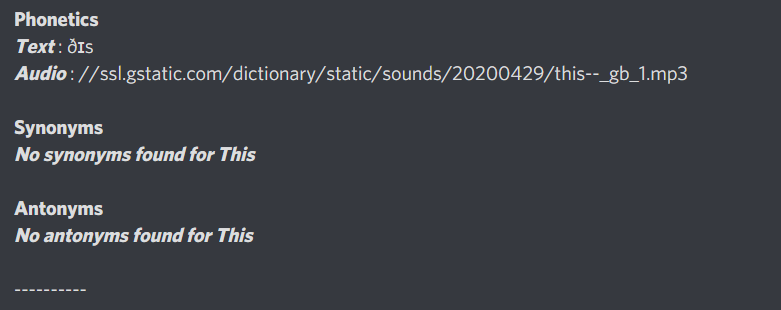 Phonetics
Text : ðɪs
Audio : //ssl.gstatic.com/dictionary/static/sounds/20200429/this--_gb_1.mp3
Synonyms
No synonyms found for This
Antonyms
No antonyms found for This
----------